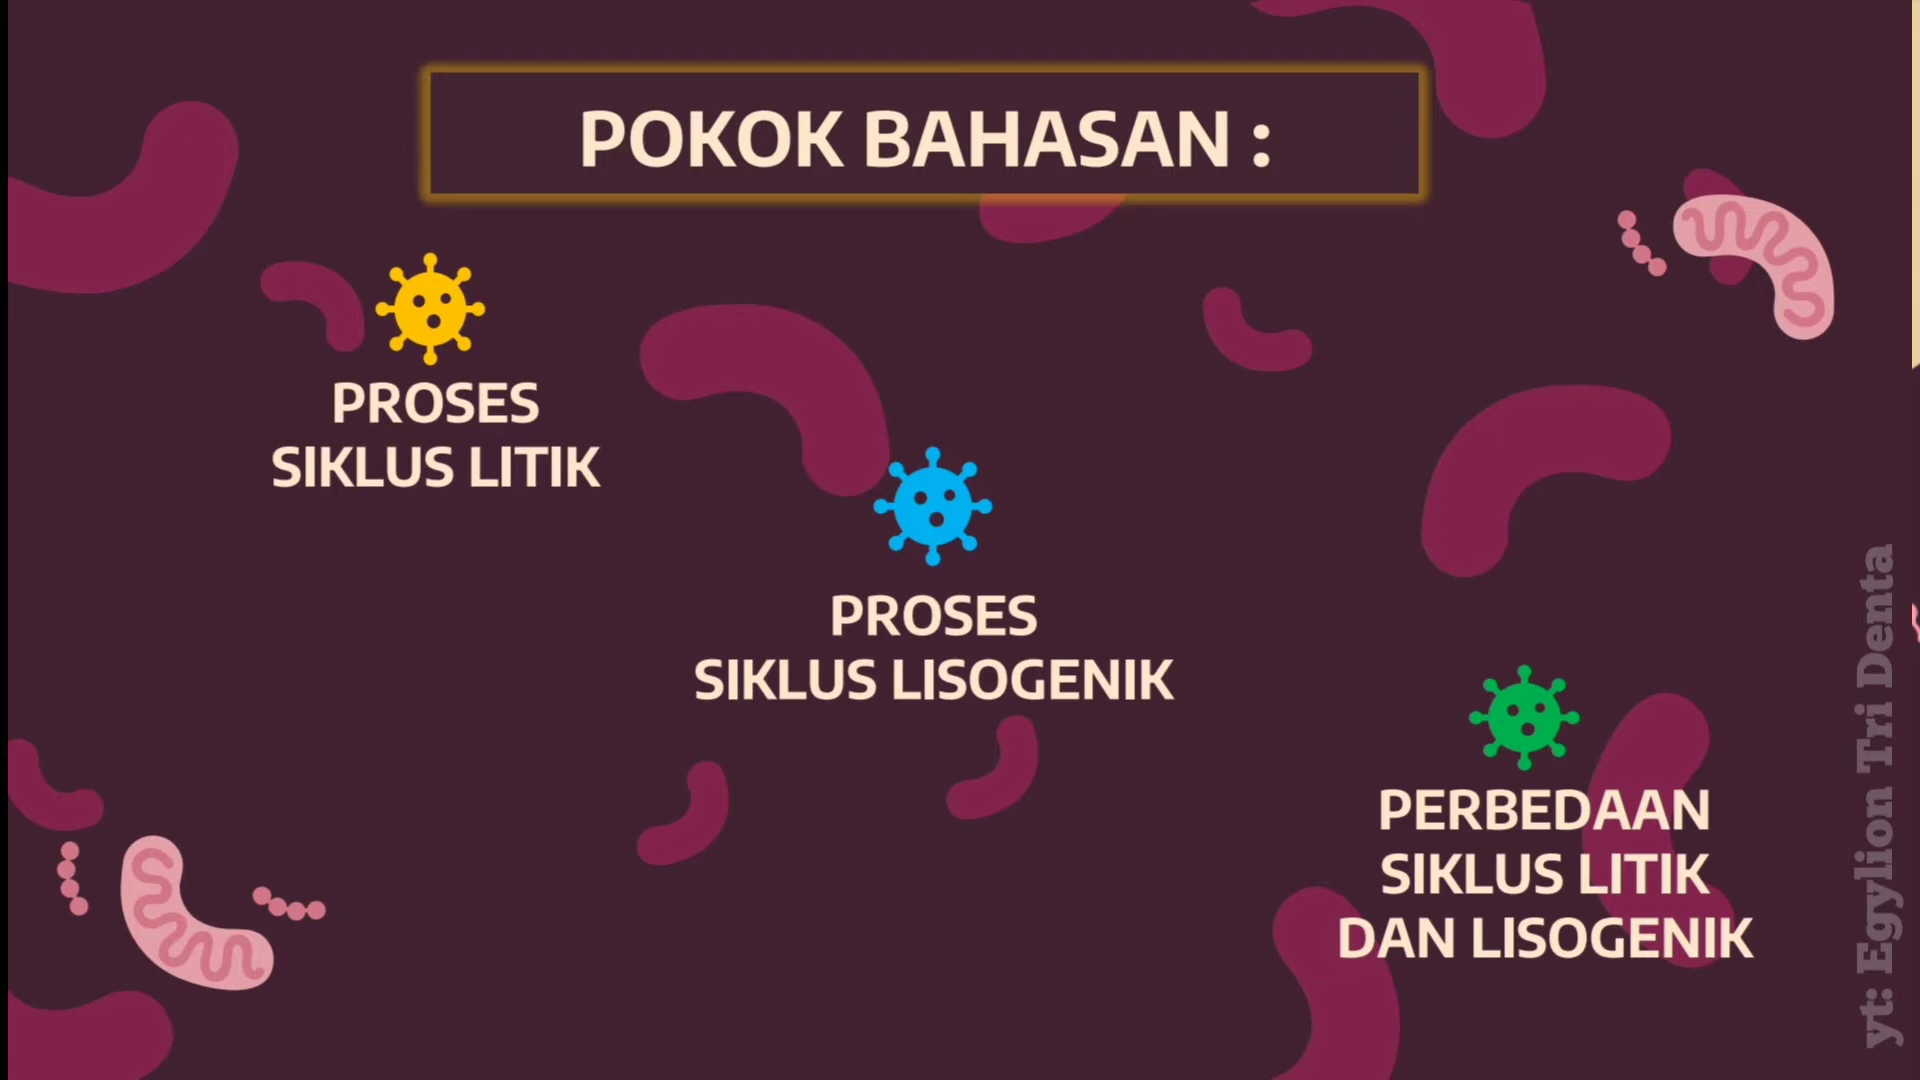 POKOK BAHASAN :
PROSES
SIKLUS LITIK
PROSES
SIKLUS LISOGENIK
PERBEDAAN
SIKLUS LITIK
DAN LISOGENIK
yt: Egylion Tri Denta